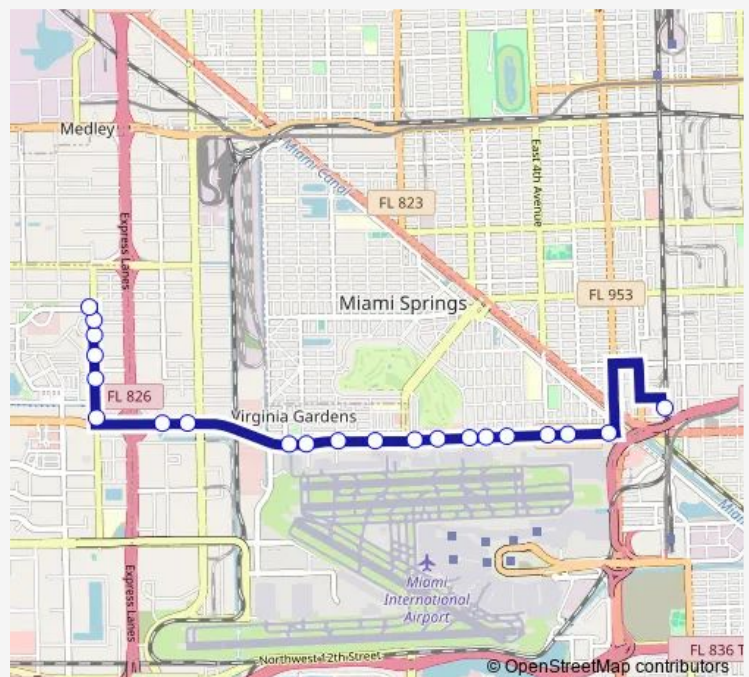 Medley
Miami Canal
FL 823
East 4th Avenue
Express Lanes
Miami Springs
FL 953
FL 826
Virginia Gardens
Miami
Miami
International
Airport
Express Lanes
Northwest 12th Street
FL 836 T
© OpenStreetMap contributors